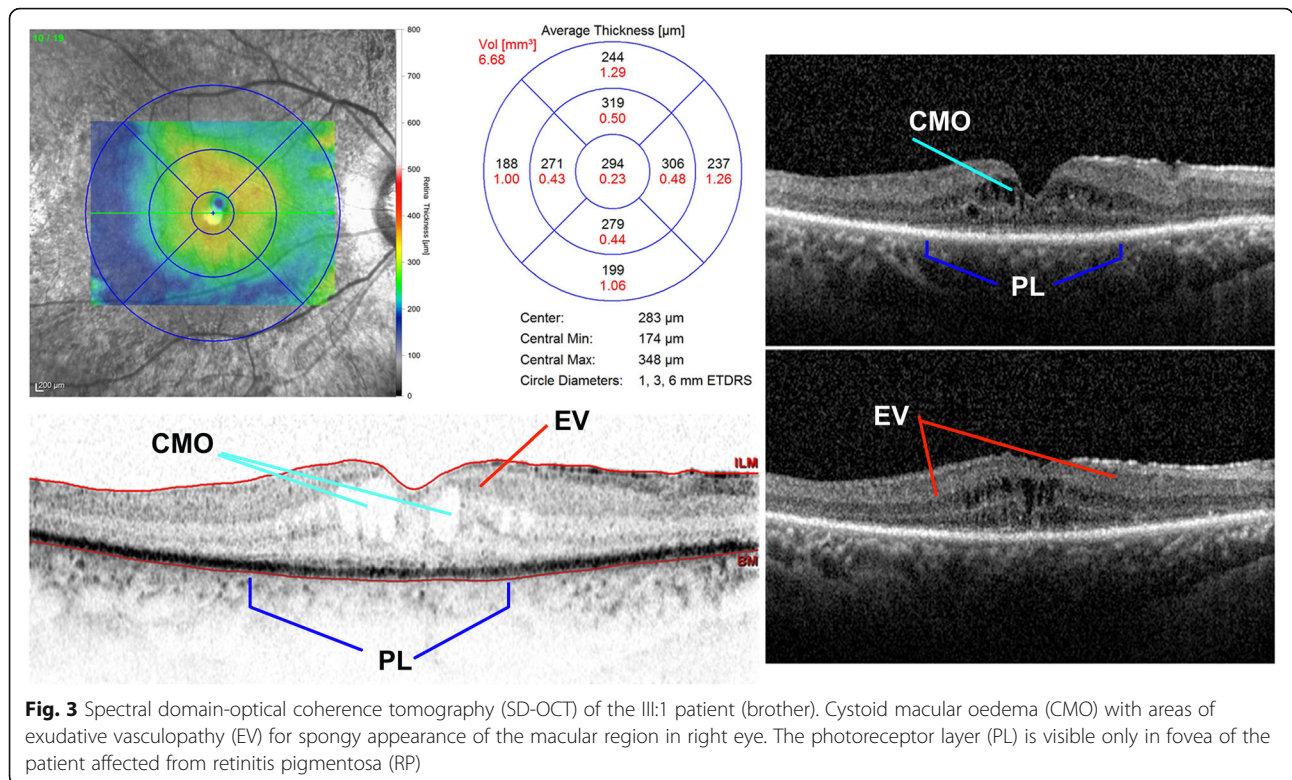 10 / 19
800
700
600
500
400
300
200
100
0
Retina Thickness [µm]
200 µm
Average Thickness [µm]
Vol [mm³]
6.68
244
1.29
319
0.50
188
1.00
271
0.43
294
0.23
306
0.48
237
1.26
279
0.44
199
1.06
Center: 283 µm
Central Min: 174 µm
Central Max: 348 µm
Circle Diameters: 1, 3, 6 mm ETDRS
CMO
PL
CMO
EV
ILM
BM
PL
EV
Fig. 3 Spectral domain-optical coherence tomography (SD-OCT) of the III:1 patient (brother). Cystoid macular oedema (CMO) with areas of
exudative vasculopathy (EV) for spongy appearance of the macular region in right eye. The photoreceptor layer (PL) is visible only in fovea of the
patient affected from retinitis pigmentosa (RP)